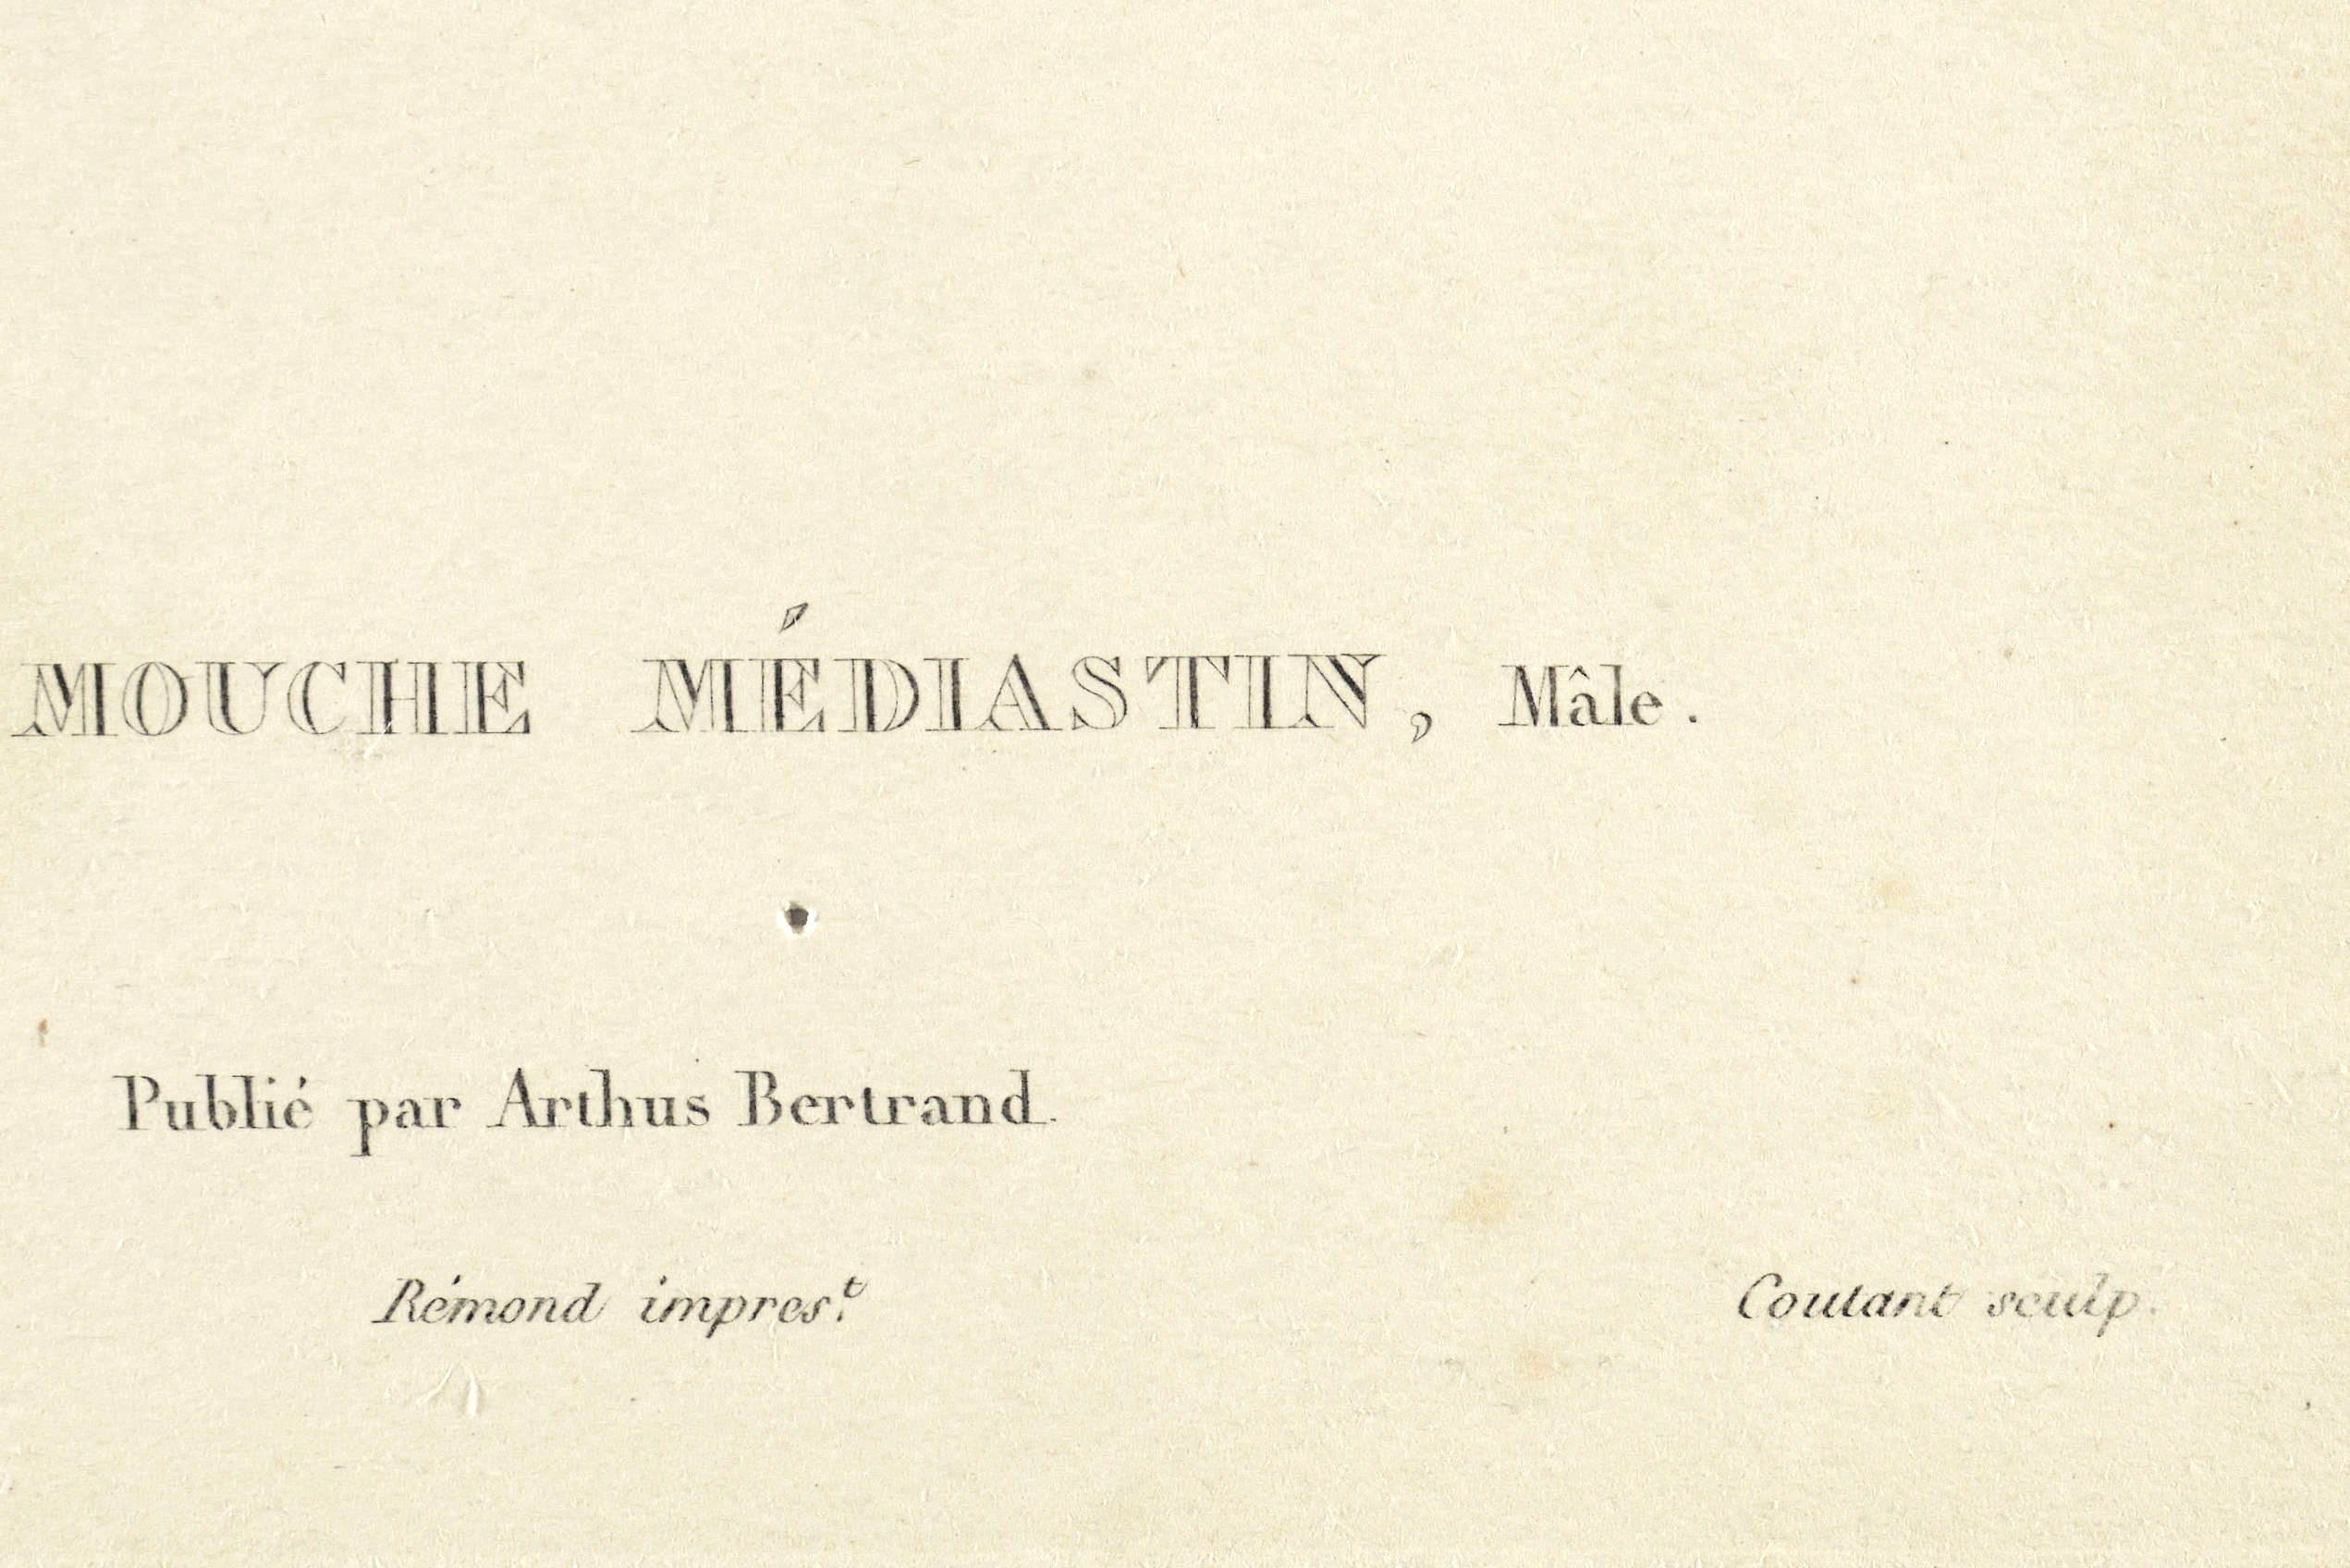 MOUCHE MÉDIASTIN, Mâle.
Publié par Arthus Bertrand.
Rémond impres.t
Coutant sculp.